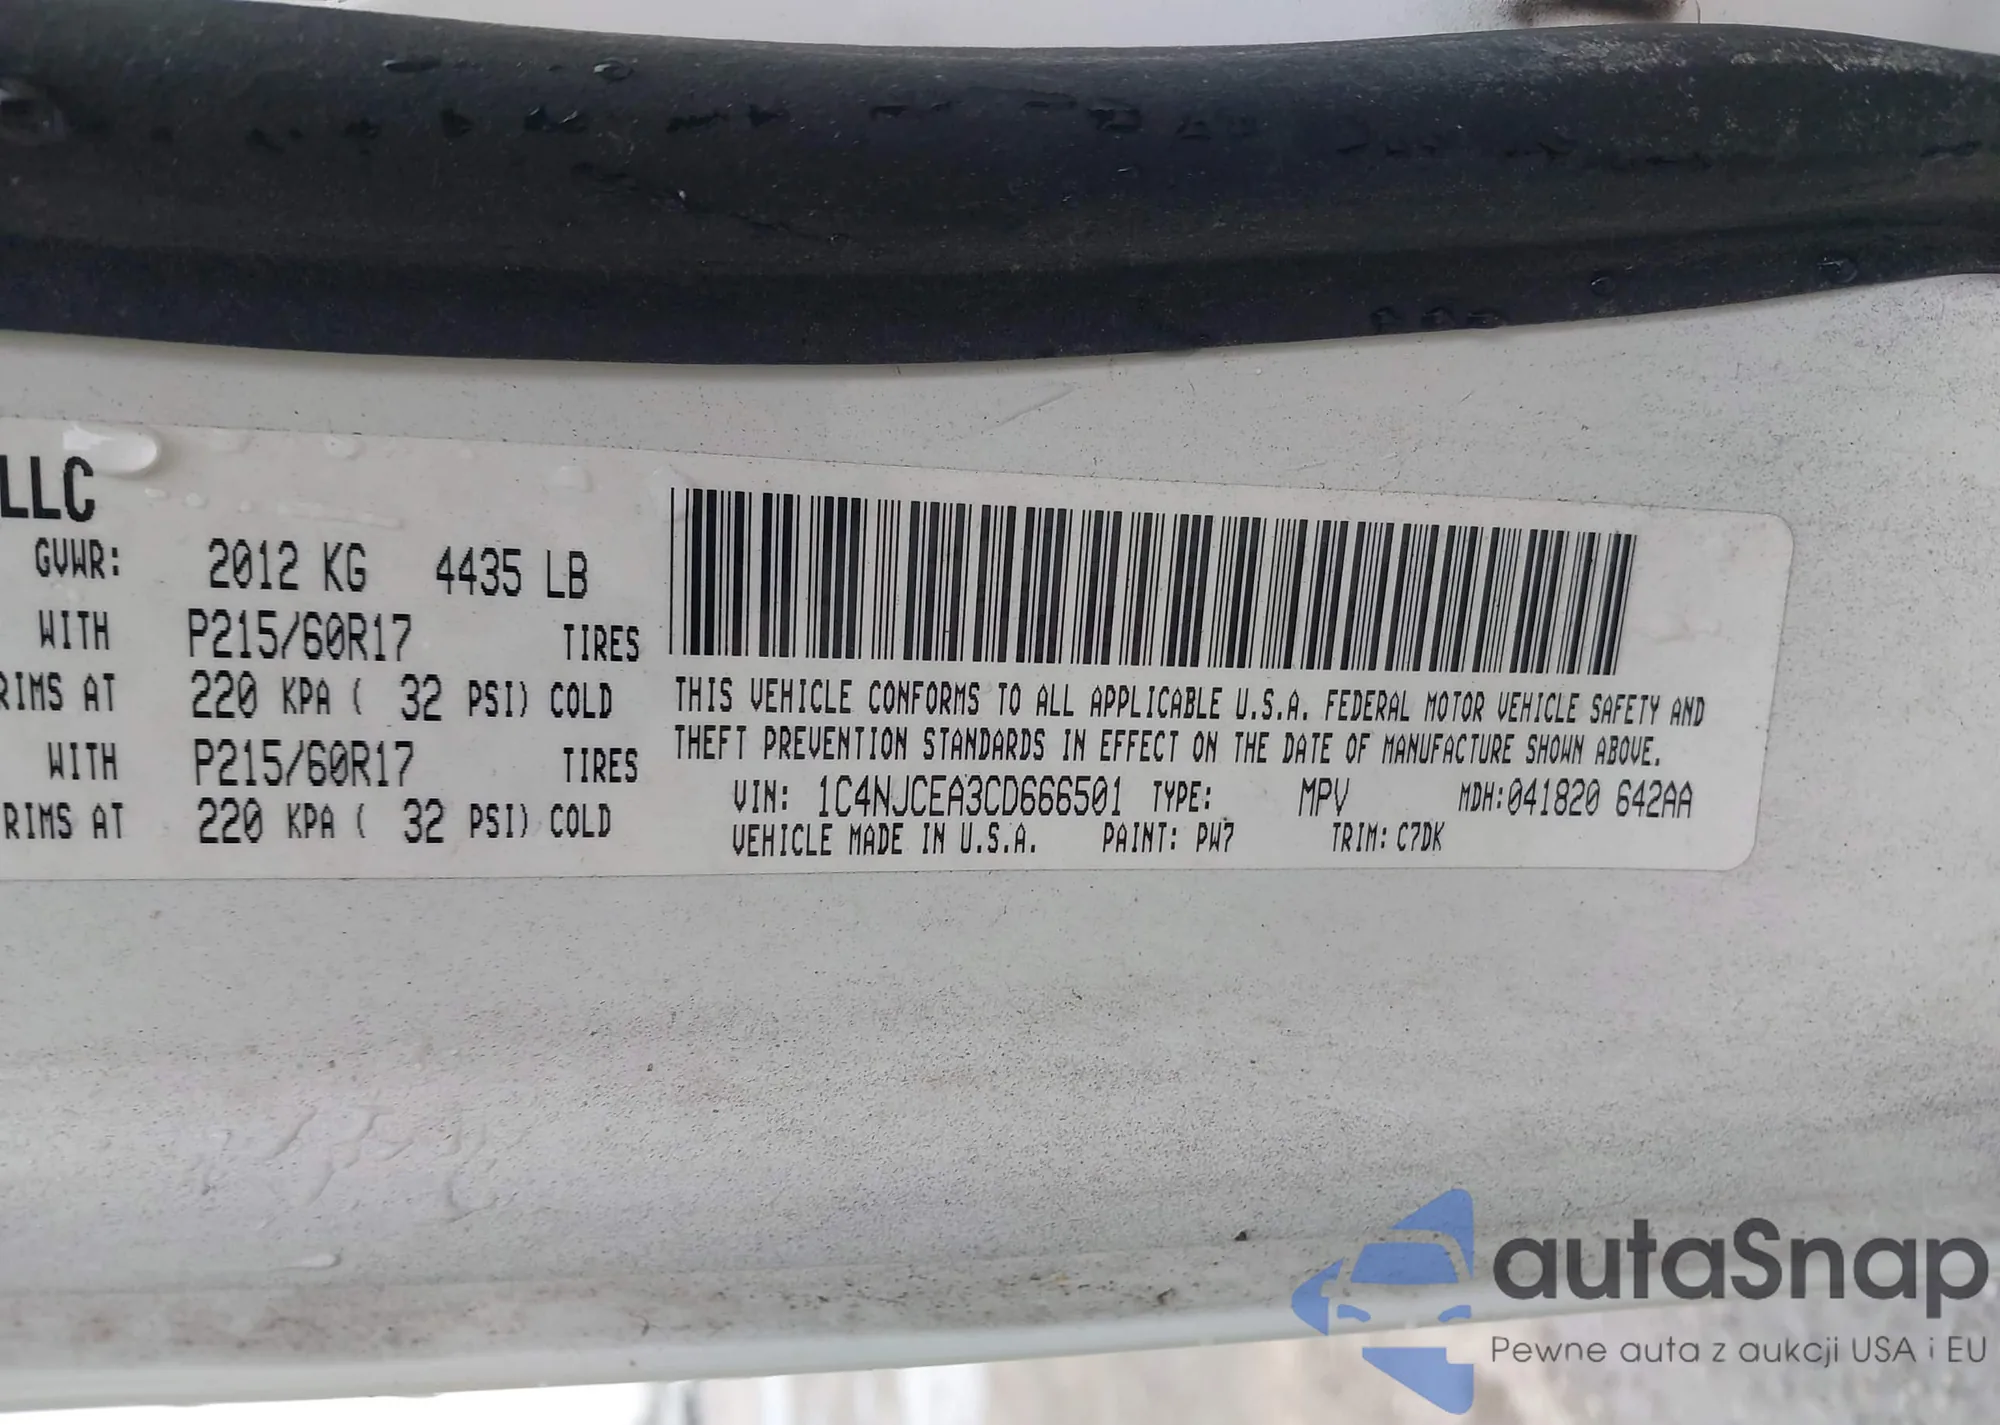 LLC
GVWR: 2012 KG 4435 LB
WITH P215/60R17 TIRES
RIMS AT 220 KPA ( 32 PSI) COLD
WITH P215/60R17 TIRES
RIMS AT 220 KPA ( 32 PSI) COLD
THIS VEHICLE CONFORMS TO ALL APPLICABLE U.S.A. FEDERAL MOTOR VEHICLE SAFETY AND
THEFT PREVENTION STANDARDS IN EFFECT ON THE DATE OF MANUFACTURE SHOWN ABOVE.
VIN: 1C4NJCEA3CD666501 TYPE: MPV MDH:041820 642AA
VEHICLE MADE IN U.S.A. PAINT: PW7 TRIM: C7DK
autaSnap
Pewne auta z aukcji USA i EU